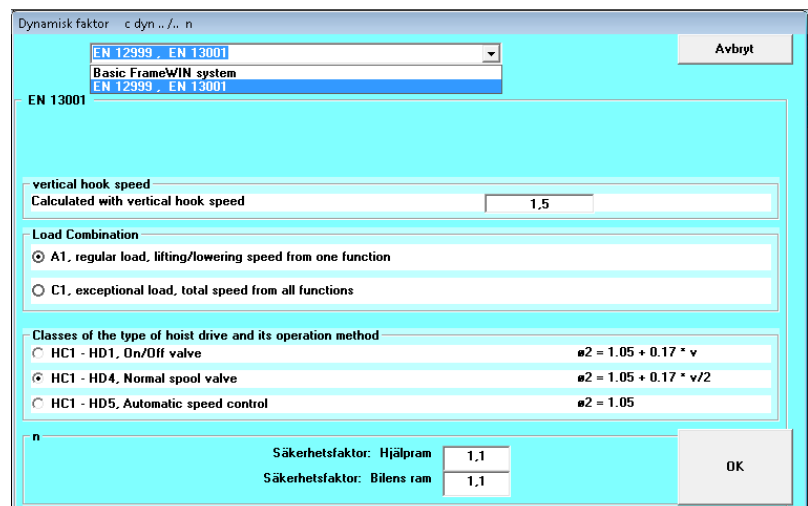 Dynamisk faktor c dyn .. /.. n
EN 12999 , EN 13001
Avbryt
Basic FrameWIN system
EN 12999 , EN 13001
EN 13001
vertical hook speed
Calculated with vertical hook speed 1,5
Load Combination
A1, regular load, lifting/lowering speed from one function
C1, exceptional load, total speed from all functions
Classes of the type of hoist drive and its operation method
HC1 - HD1, On/Off valve ø2 = 1.05 + 0.17 * v
HC1 - HD4, Normal spool valve ø2 = 1.05 + 0.17 * v/2
HC1 - HD5, Automatic speed control ø2 = 1.05
n
Säkerhetsfaktor: Hjälpram 1,1
Säkerhetsfaktor: Bilens ram 1,1
OK